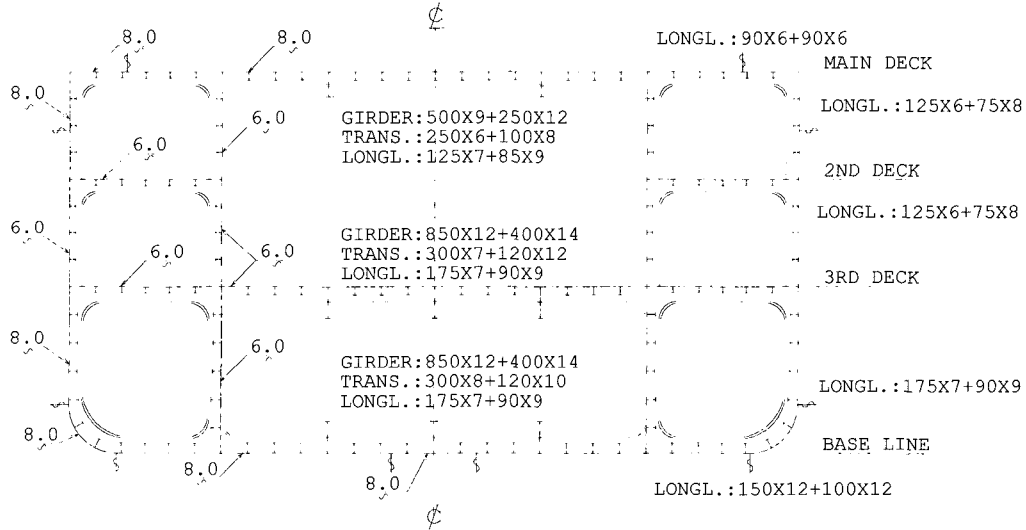 ℄
8.0
8.0
LONGL.:90X6+90X6
MAIN DECK
8.0
GIRDER:500X9+250X12
TRANS.:250X6+100X8
LONGL.:125X7+85X9
6.0
LONGL.:125X6+75X8
6.0
2ND DECK
LONGL.:125X6+75X8
6.0
6.0
6.0
GIRDER:850X12+400X14
TRANS.:300X7+120X12
LONGL.:175X7+90X9
3RD DECK
8.0
6.0
GIRDER:850X12+400X14
TRANS.:300X8+120X10
LONGL.:175X7+90X9
LONGL.:175X7+90X9
8.0
BASE LINE
8.0
8.0
LONGL.:150X12+100X12
℄